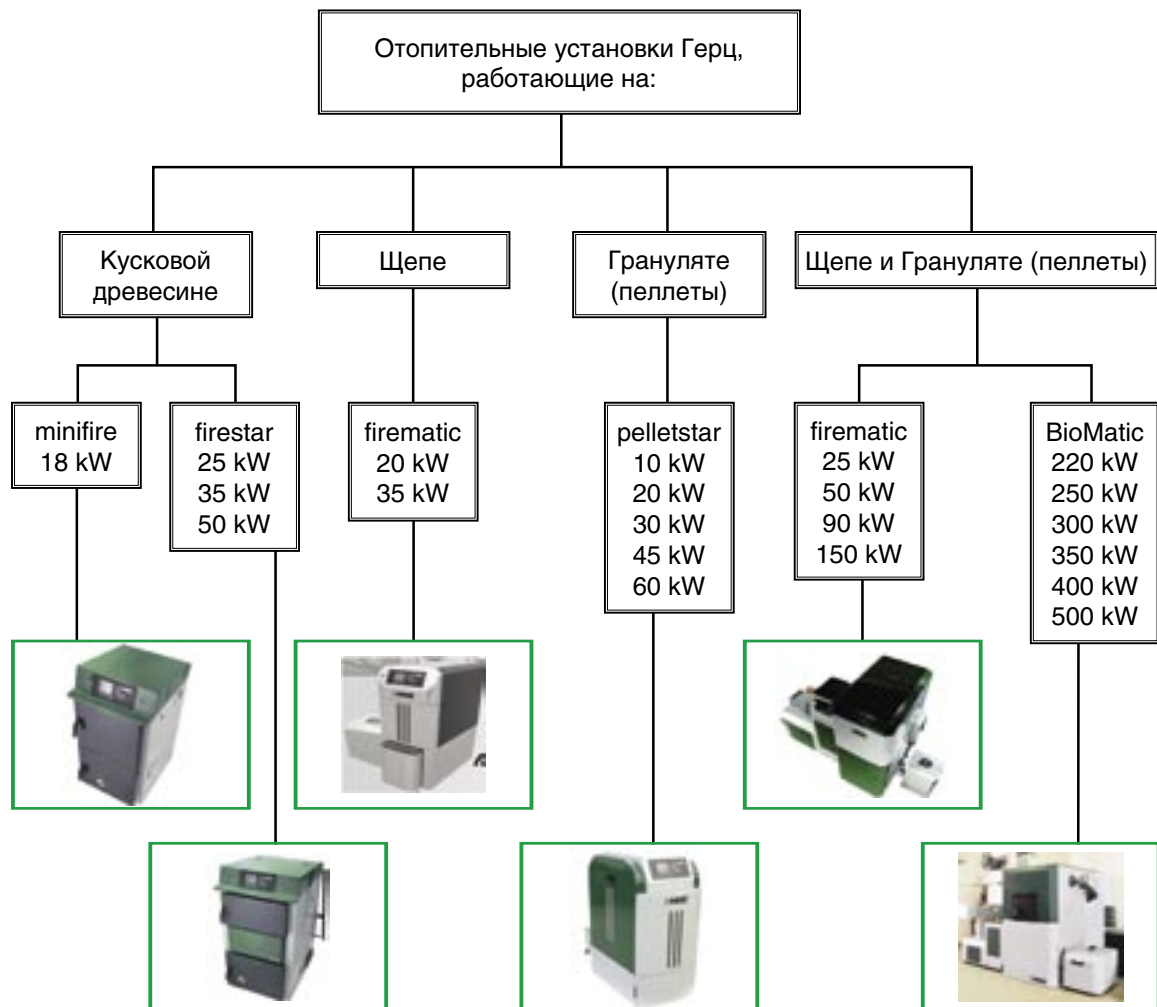 Отопительные установки Герц,
работающие на:
Кусковой
древесине
Щепе
Грануляте
(пеллеты)
Щепе и Грануляте (пеллеты)
minifire
18 kW
firestar
25 kW
35 kW
50 kW
firematic
20 kW
35 kW
pelletstar
10 kW
20 kW
30 kW
45 kW
60 kW
firematic
25 kW
50 kW
90 kW
150 kW
BioMatic
220 kW
250 kW
300 kW
350 kW
400 kW
500 kW